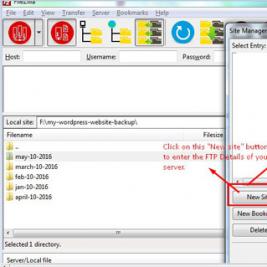 FileZilla
File Edit View Transfer Server Bookmarks Help
Site Manager
Select Entry:
Host: Username: Password:
Local site: F:\my-wordpress-website-backup\
Filename Filesize
..
may-10-2016
march-10-2016
feb-10-2016
jan-10-2016
april-10-2016
Click on this "New site" button
to enter the FTP Details of you
server.
New Sit
New Book
Delete
Selected 1 directory.
Server/Local file